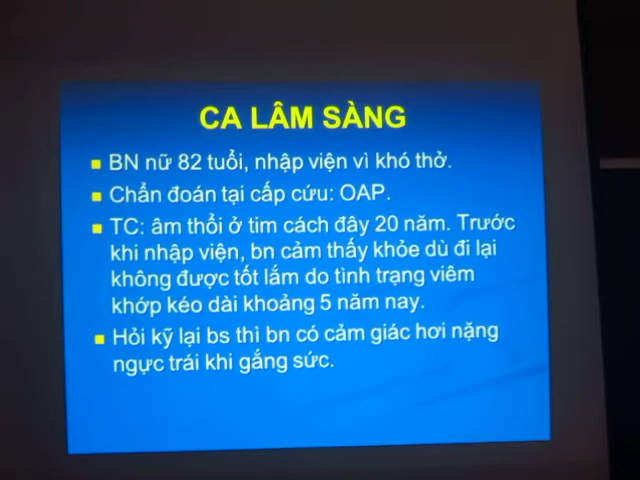 CA LÂM SÀNG
BN nữ 82 tuổi, nhập viện vì khó thở.
Chẩn đoán tại cấp cứu: OAP.
TC: âm thổi ở tim cách đây 20 năm. Trước
khi nhập viện, bn cảm thấy khỏe dù đi lại
không được tốt lắm do tình trạng viêm
khớp kéo dài khoảng 5 năm nay.
Hỏi kỹ lại bs thì bn có cảm giác hơi nặng
ngực trái khi gắng sức.